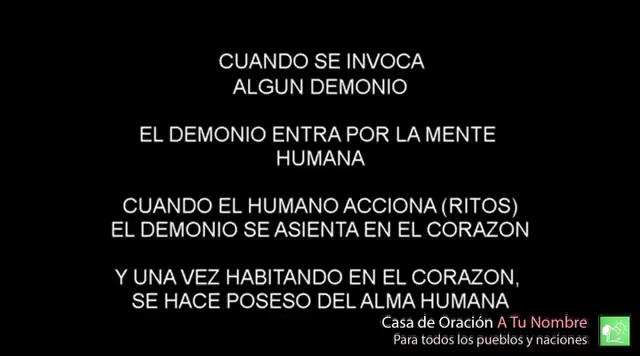 CUANDO SE INVOCA
ALGUN DEMONIO
EL DEMONIO ENTRA POR LA MENTE
HUMANA
CUANDO EL HUMANO ACCIONA (RITOS)
EL DEMONIO SE ASIENTA EN EL CORAZON
Y UNA VEZ HABITANDO EN EL CORAZON,
SE HACE POSESO DEL ALMA HUMANA
Casa de Oración A Tu Nombre
Para todos los pueblos y naciones